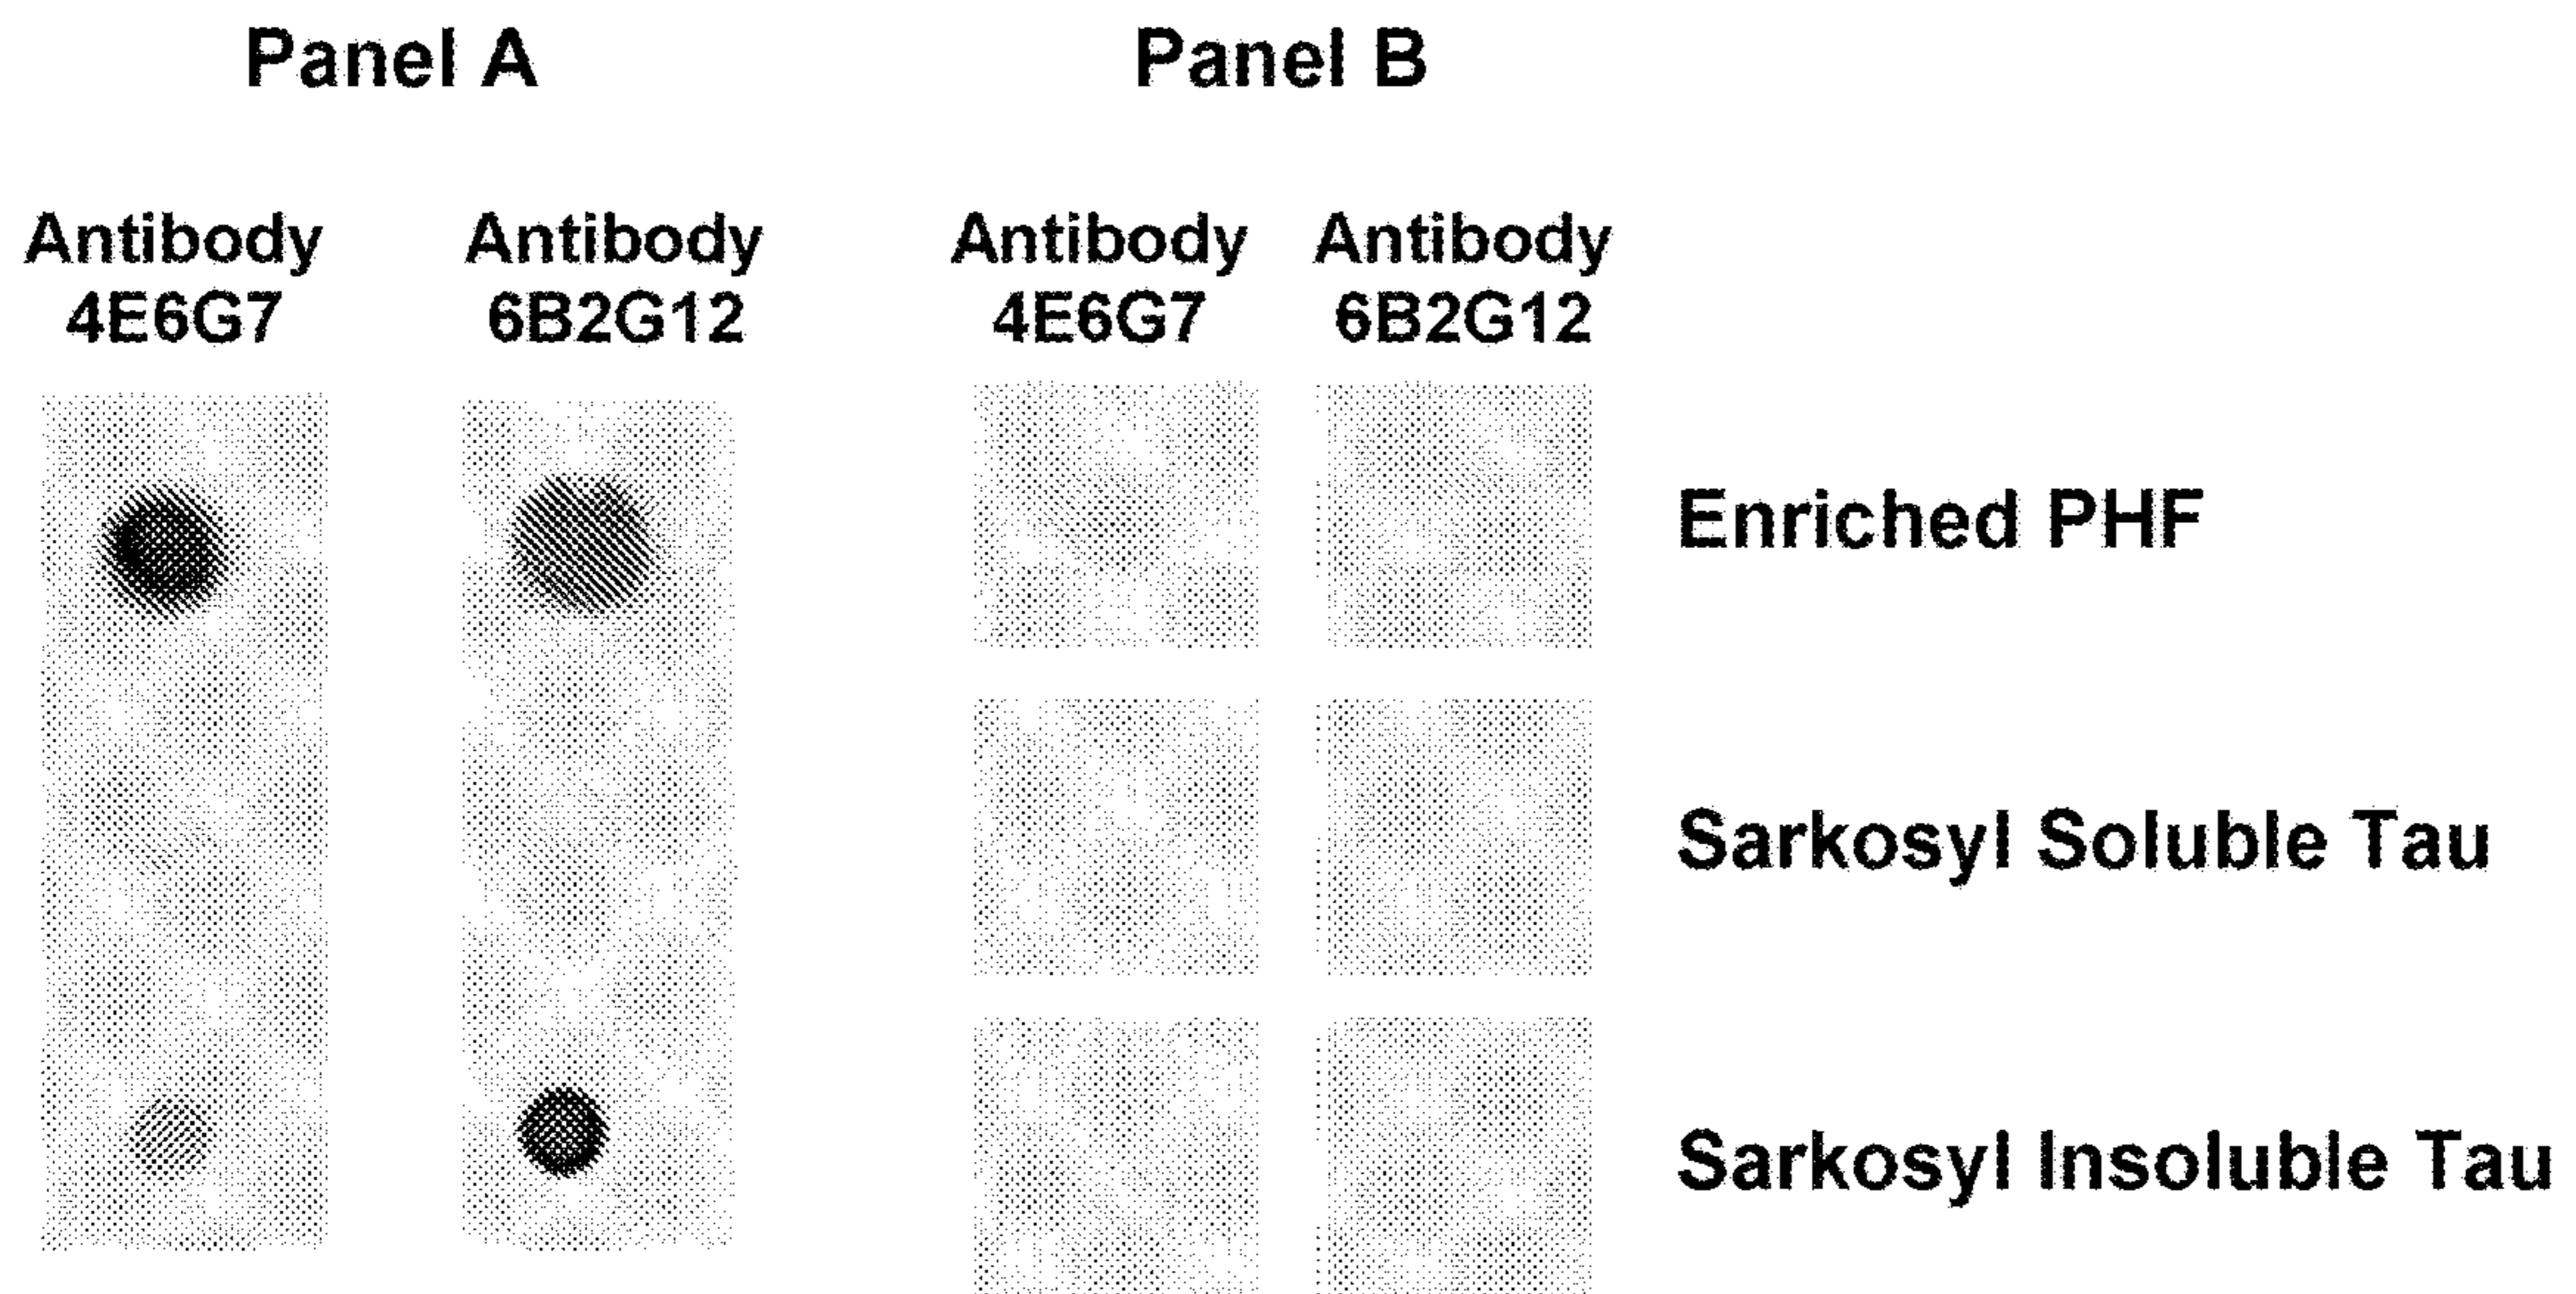 Panel A
Panel B
Antibody
4E6G7
Antibody
6B2G12
Antibody
4E6G7
Antibody
6B2G12
Enriched PHF
Sarkosyl Soluble Tau
Sarkosyl Insoluble Tau